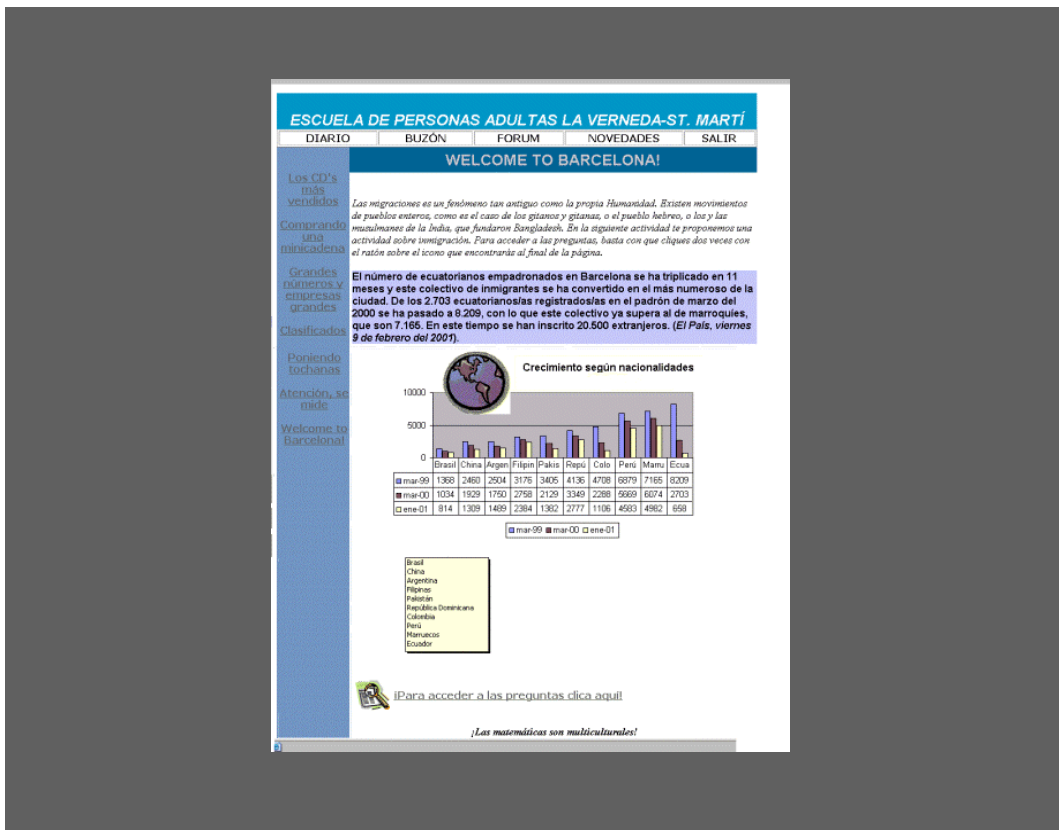 ESCUELA DE PERSONAS ADULTAS LA VERNEDA-ST. MARTÍ
DIARIO BUZÓN FORUM NOVEDADES SALIR
WELCOME TO BARCELONA!
Los CD's
más
vendidos
Comprando
una
minicadena
Grandes
números y
empresas
grandes
Clasificados
Poniendo
tochanas
Atención, se
mide
Welcome to
Barcelona!
Las migraciones es un fenómeno tan antiguo como la propia Humanidad. Existen movimientos
de pueblos enteros, como es el caso de los gitanos y gitanas, o el pueblo hebreo, o los y las
musulmanes de la India, que fundaron Bangladesh. En la siguiente actividad te proponemos una
actividad sobre inmigración. Para acceder a las preguntas, basta con que cliques dos veces con
el ratón sobre el icono que encontrarás al final de la página.
El número de ecuatorianos empadronados en Barcelona se ha triplicado en 11
meses y este colectivo de inmigrantes se ha convertido en el más numeroso de la
ciudad. De los 2.703 ecuatorianos/as registrados/as en el padrón de marzo del
2000 se ha pasado a 8.209, con lo que este colectivo ya supera al de marroquíes,
que son 7.165. En este tiempo se han inscrito 20.500 extranjeros. (El País, viernes
9 de febrero del 2001).
Crecimiento según nacionalidades
10000
5000
0
Brasil China Argen Filipin Pakis Repú Colo Perú Marru Ecua
mar-99 1368 2460 2504 3176 3405 4136 4708 6879 7165 8209
mar-00 1034 1929 1750 2758 2129 3349 2288 5669 6074 2703
ene-01 814 1309 1489 2384 1382 2777 1106 4583 4982 658
mar-99 mar-00 ene-01
Brasil
China
Argentina
Filipinas
Pakistán
República Dominicana
Colombia
Perú
Marruecos
Ecuador
¡Para acceder a las preguntas clica aquí!
¡Las matemáticas son multiculturales!